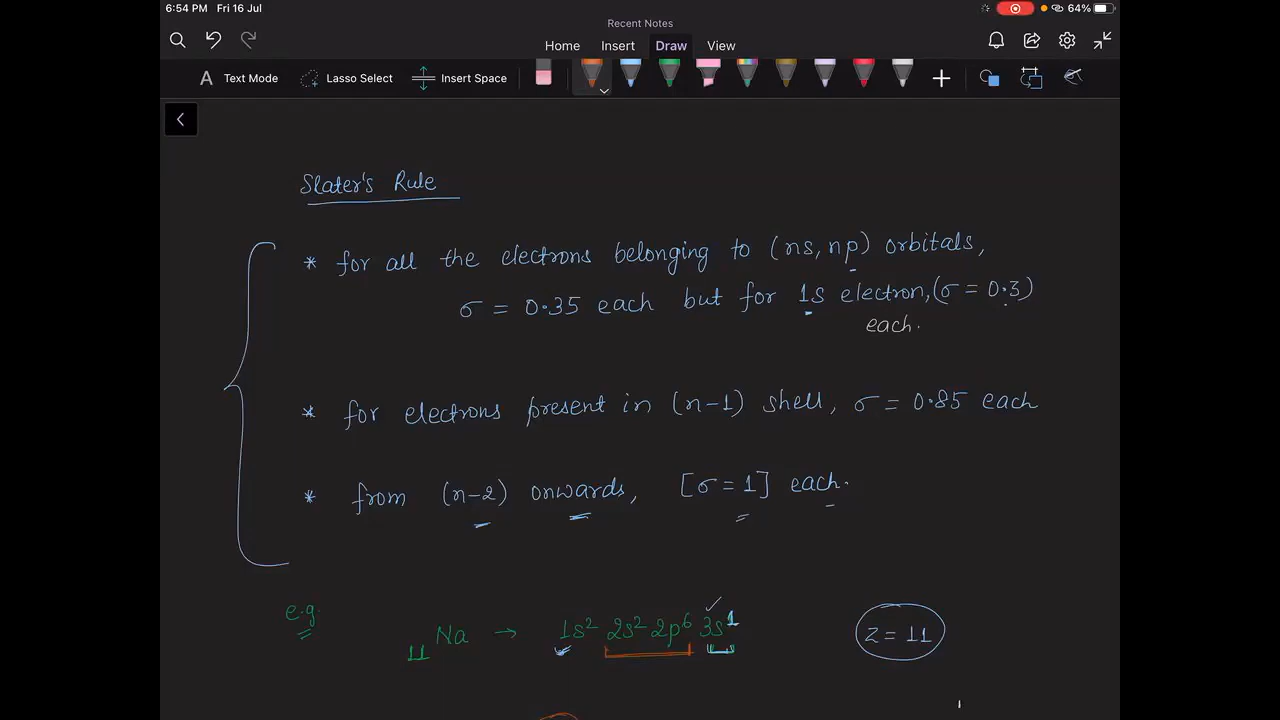 6:54 PM Fri 16 Jul
64%
Recent Notes
Home Insert Draw View
A Text Mode Lasso Select Insert Space
Slater's Rule
* for all the electrons belonging to (ns, np) orbitals,
σ = 0.35 each but for 1s electron, (σ = 0.3)
each.
* for electrons present in (n-1) shell, σ = 0.85 each
* from (n-2) onwards, [σ = 1] each.
e.g.
11Na → 1s² 2s² 2p⁶ 3s¹ Z = 11